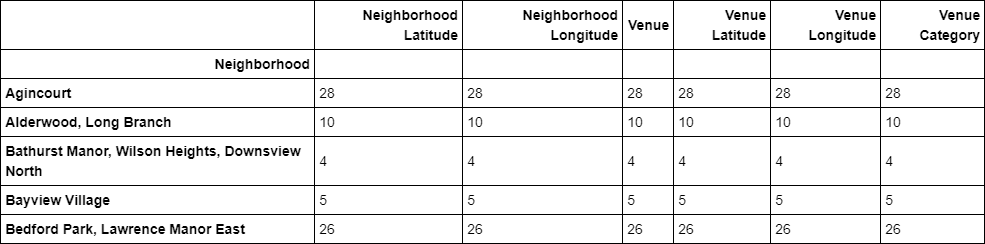 Neighborhood Latitude Neighborhood Longitude Venue Venue Latitude Venue Longitude Venue Category
Neighborhood
Agincourt 28 28 28 28 28 28
Alderwood, Long Branch 10 10 10 10 10 10
Bathurst Manor, Wilson Heights, Downsview
North 4 4 4 4 4 4
Bayview Village 5 5 5 5 5 5
Bedford Park, Lawrence Manor East 26 26 26 26 26 26